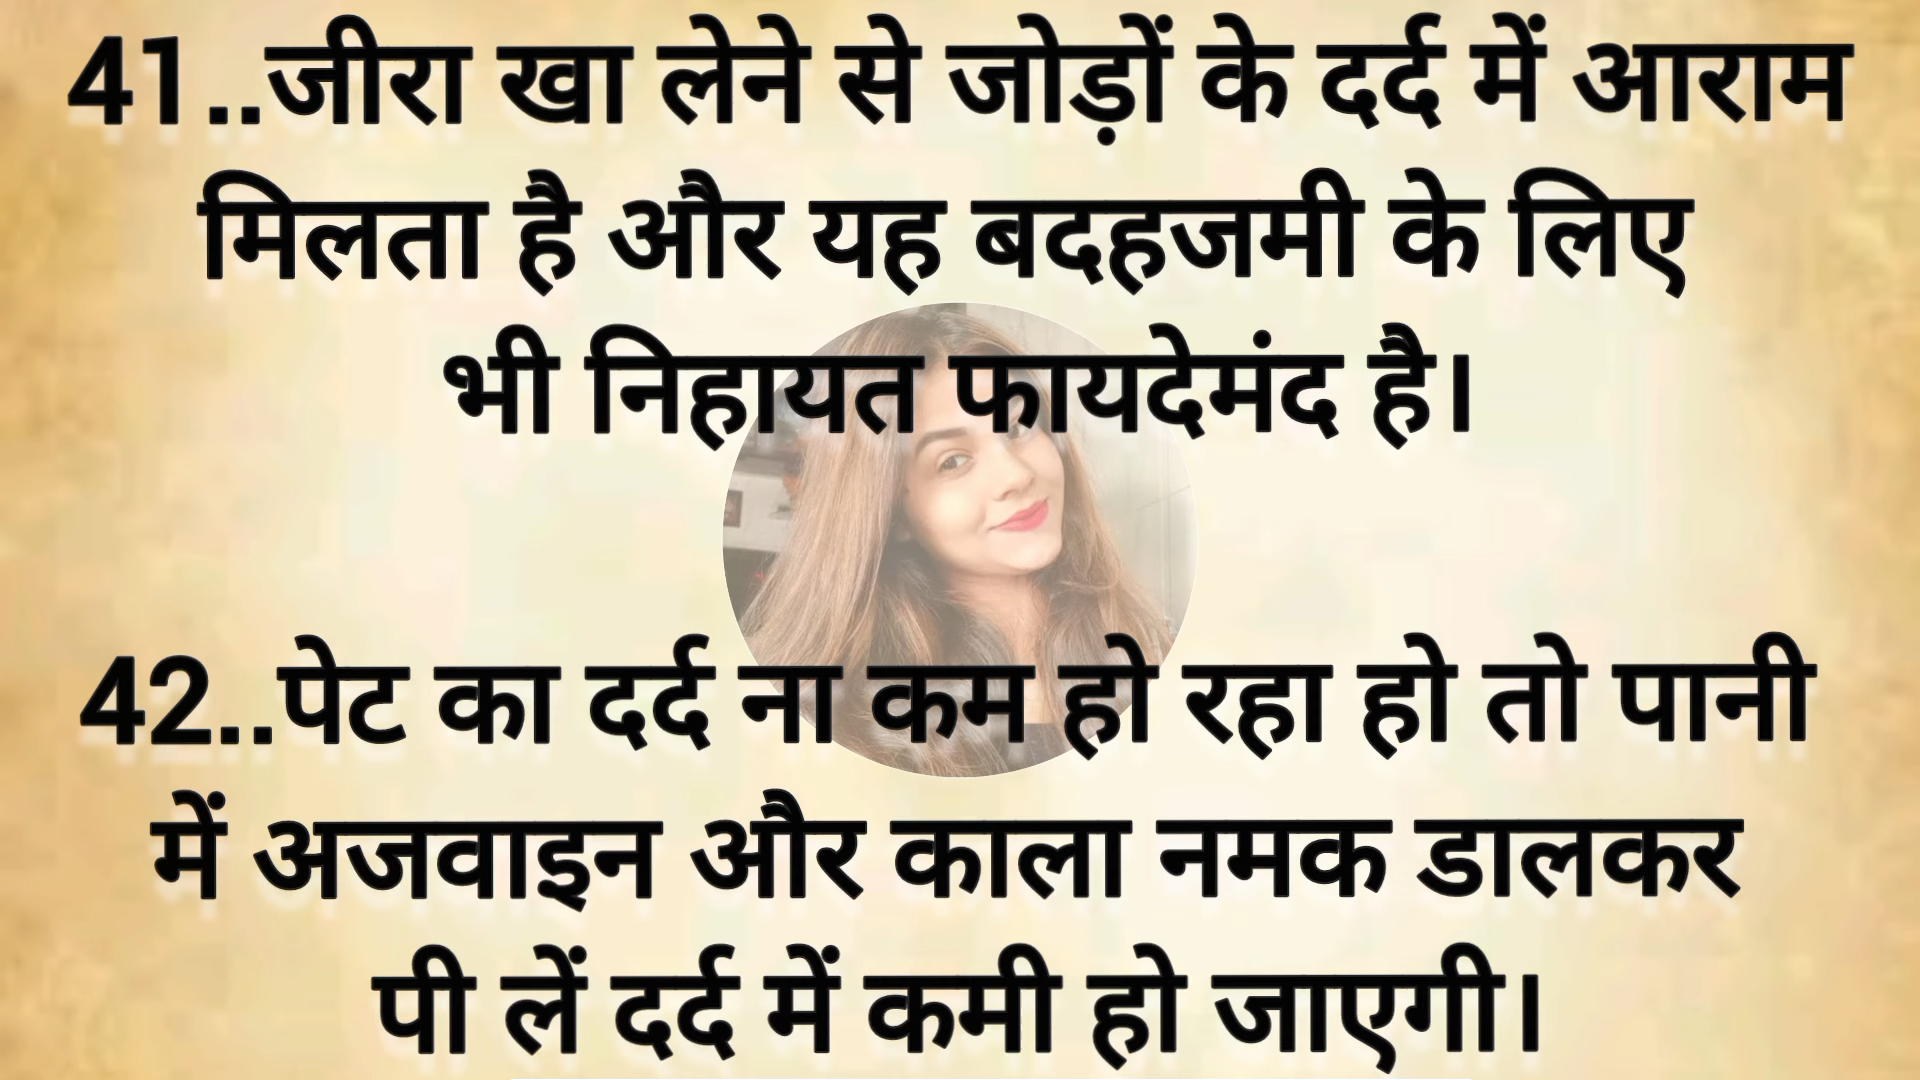 41..जीरा खा लेने से जोड़ों के दर्द में आराम
मिलता है और यह बदहजमी के लिए
भी निहायत फायदेमंद है।
42..पेट का दर्द ना कम हो रहा हो तो पानी
में अजवाइन और काला नमक डालकर
पी लें दर्द में कमी हो जाएगी।